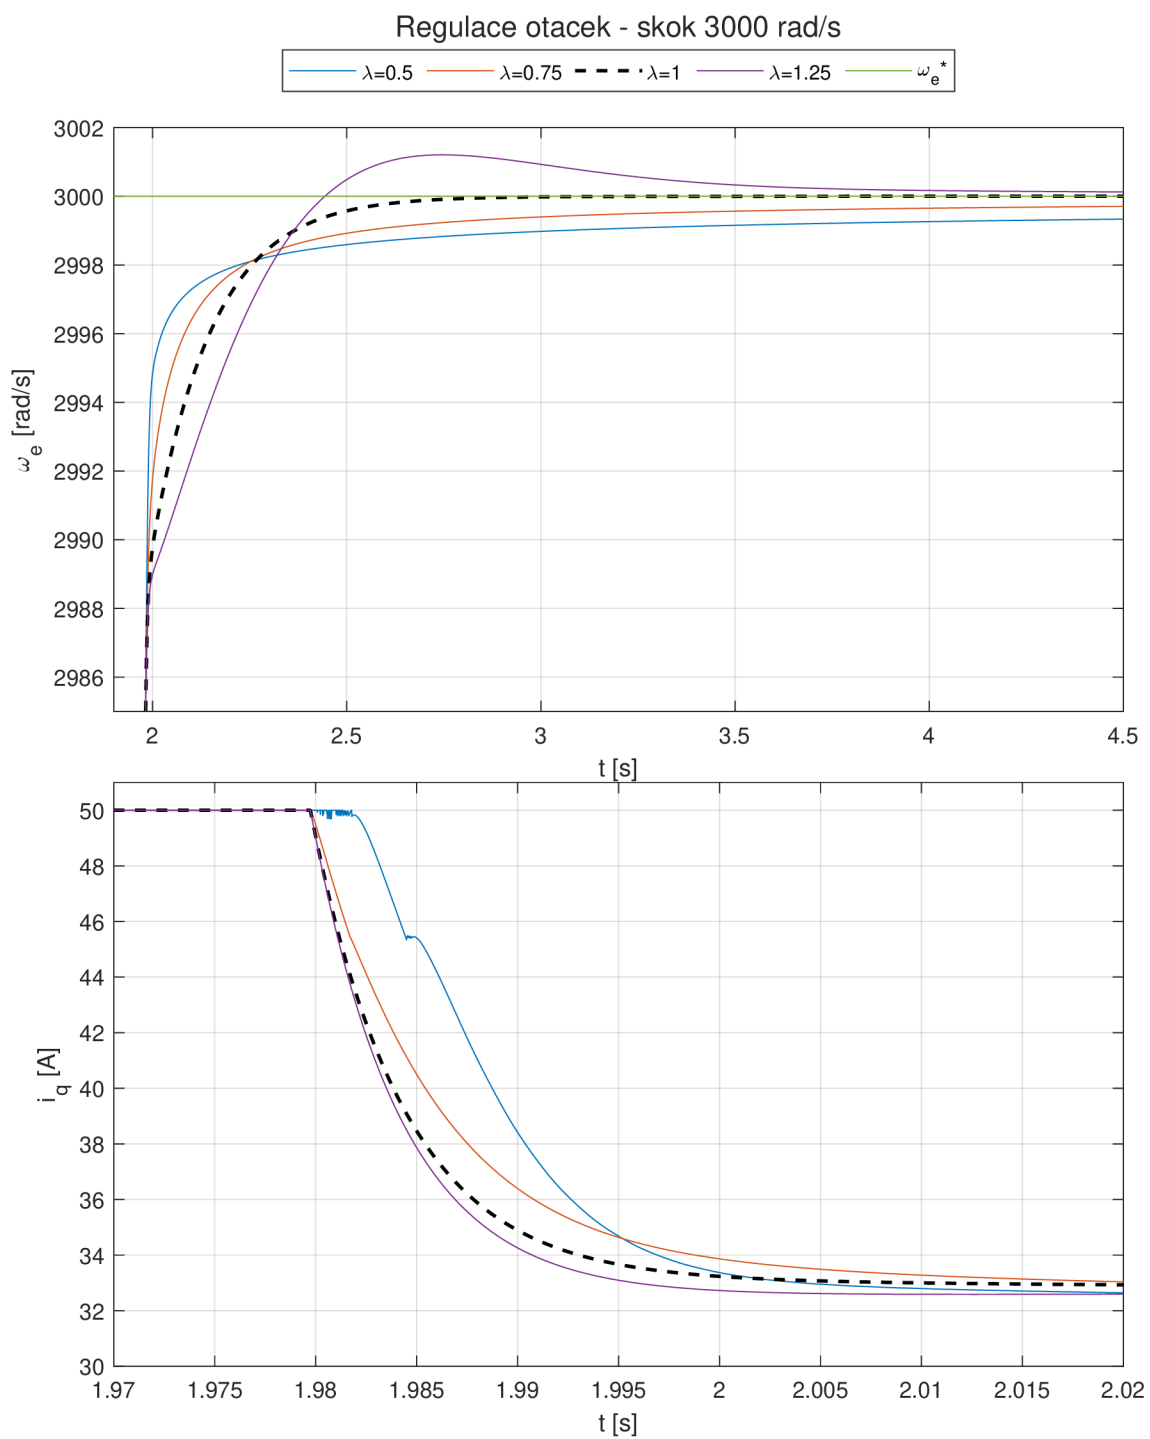 Regulace otacek - skok 3000 rad/s
λ=0.5 λ=0.75 λ=1 λ=1.25 ωe*
3002
3000
2998
2996
2994
2992
2990
2988
2986
ωe [rad/s]
2 2.5 3 3.5 4 4.5
t [s]
50
48
46
44
42
40
38
36
34
32
30
iq [A]
1.97 1.975 1.98 1.985 1.99 1.995 2 2.005 2.01 2.015 2.02
t [s]